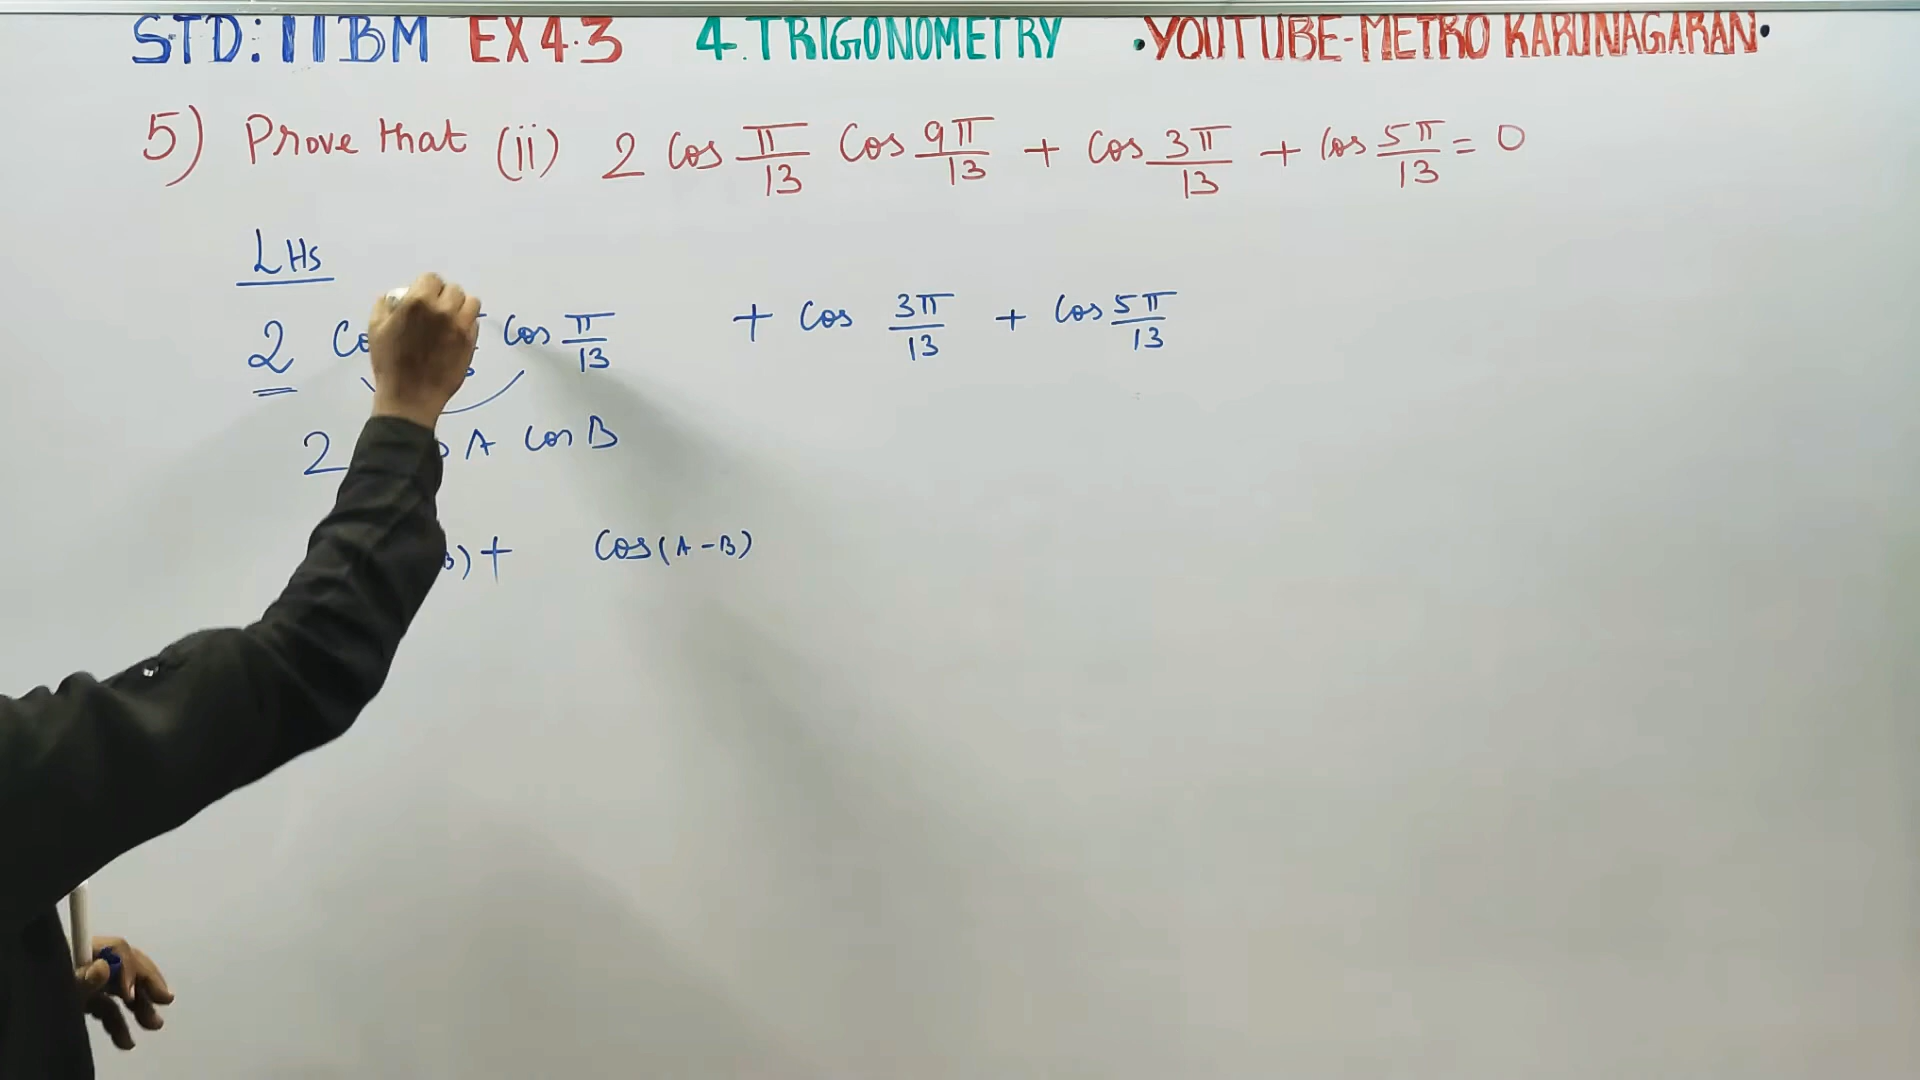 STD: 11 BM EX 4.3 4. TRIGONOMETRY •YOUTUBE-METRO KARUNAGARAN•
5) Prove that (ii) 2 cos π/13 cos 9π/13 + cos 3π/13 + cos 5π/13 = 0
LHS
2 cos π/13 + cos 3π/13 + cos 5π/13
2 A cos B
) + cos(A-B)